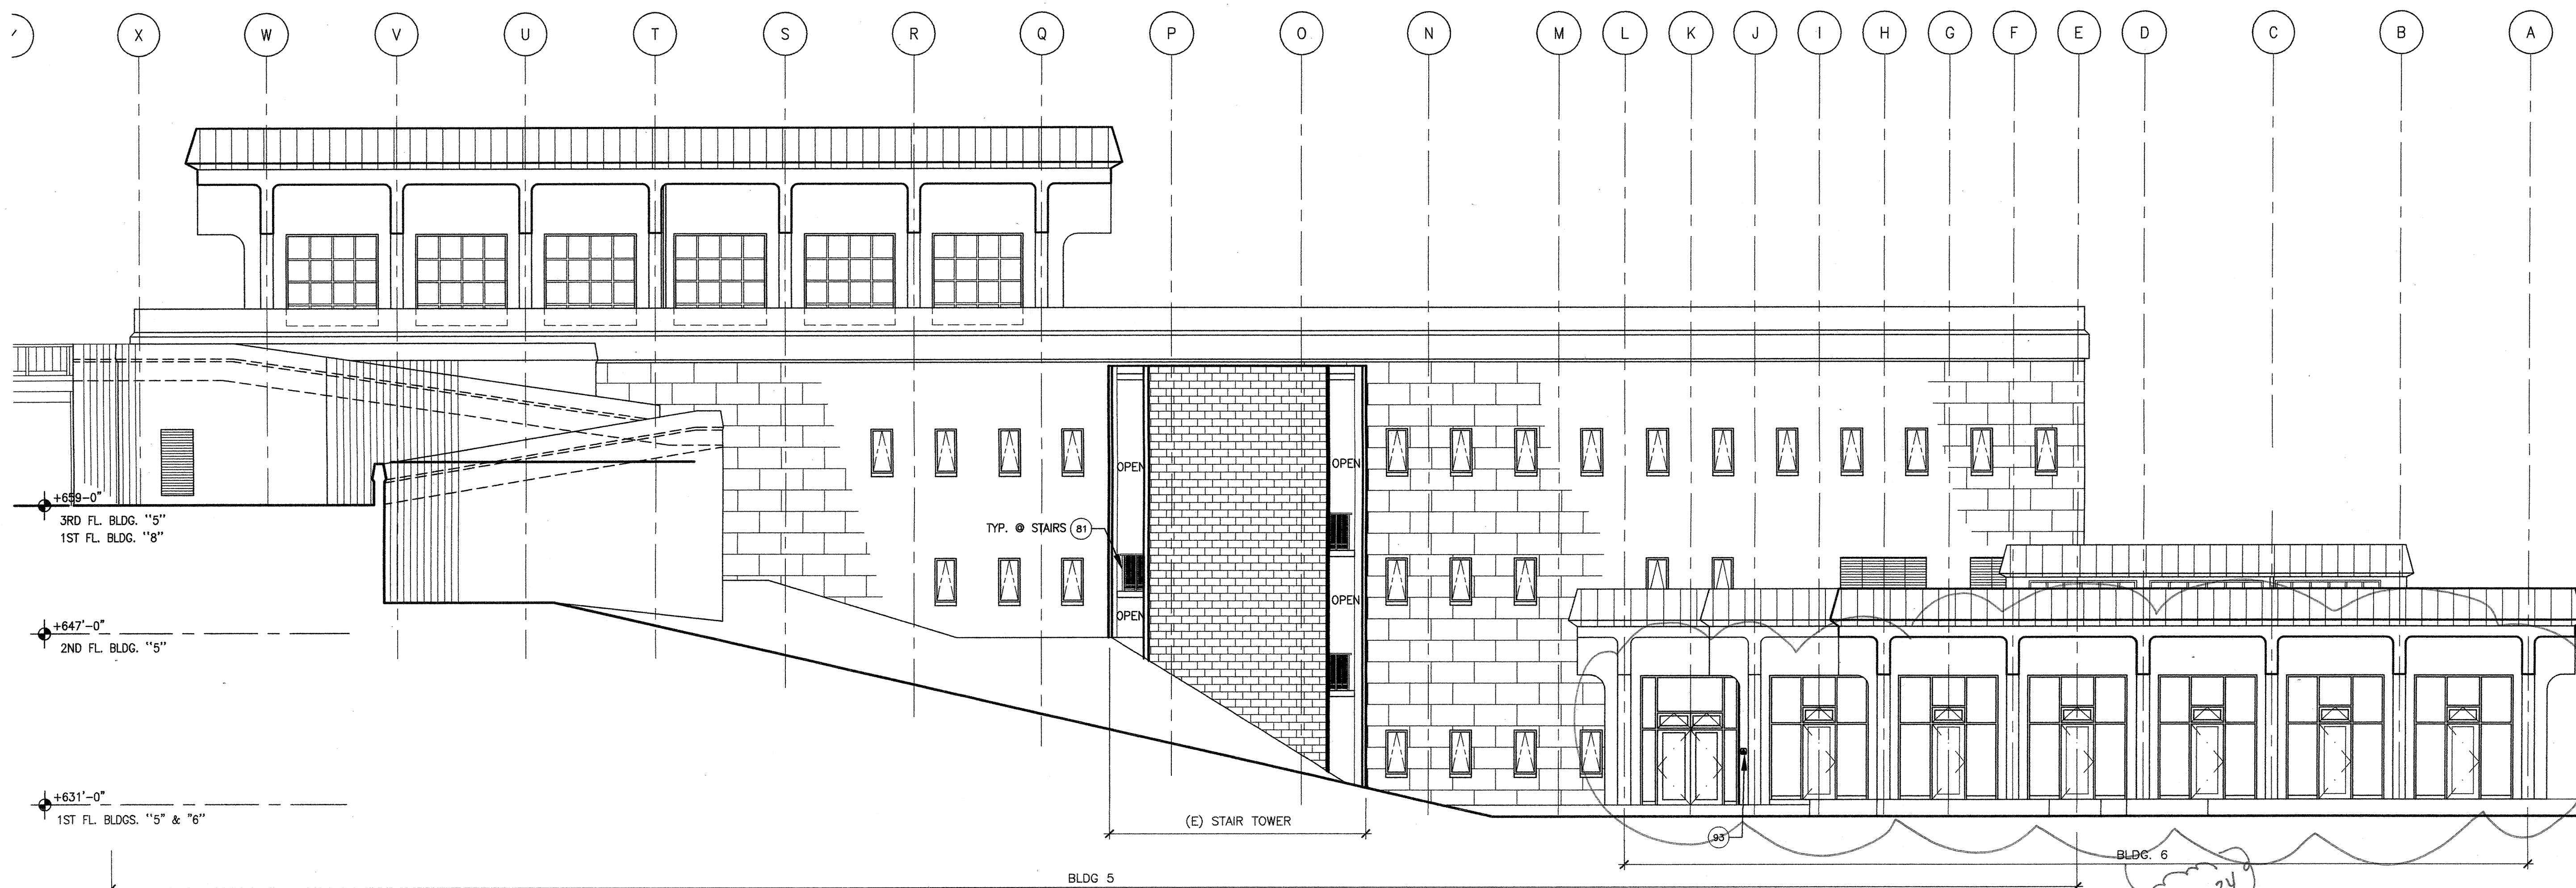 X W V U T S R Q P O N M L K J I H G F E D C B A
OPEN OPEN
+659-0"
3RD FL. BLDG. "5"
1ST FL. BLDG. "8"
TYP. @ STAIRS 81
OPEN OPEN
+647'-0"
2ND FL. BLDG. "5"
+631'-0"
1ST FL. BLDGS. "5" & "6"
(E) STAIR TOWER
93
BLDG. 6
BLDG 5
24